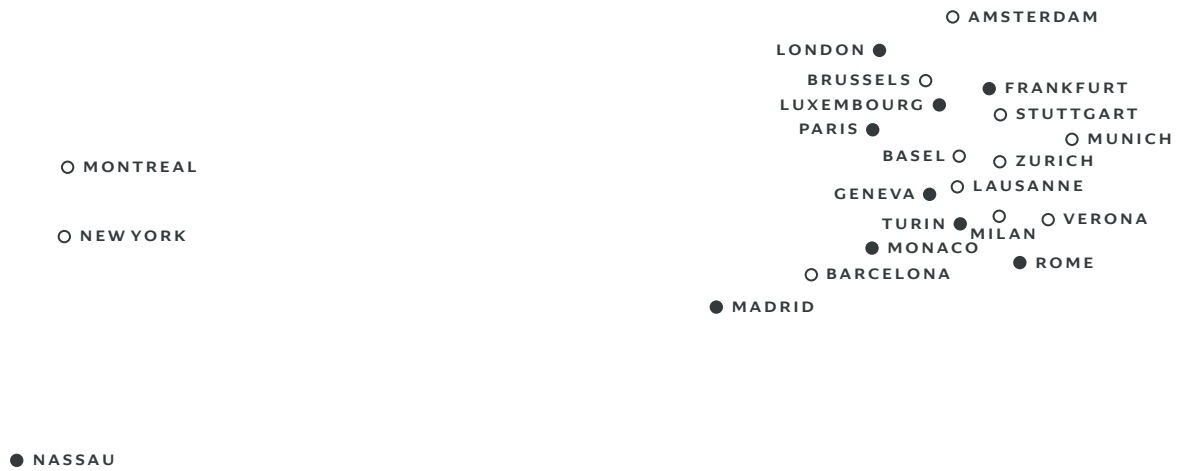 AMSTERDAM
LONDON
BRUSSELS
FRANKFURT
LUXEMBOURG
STUTTGART
PARIS
MUNICH
BASEL
ZURICH
MONTREAL
LAUSANNE
GENEVA
VERONA
TURIN
MILAN
NEW YORK
MONACO
ROME
BARCELONA
MADRID
NASSAU